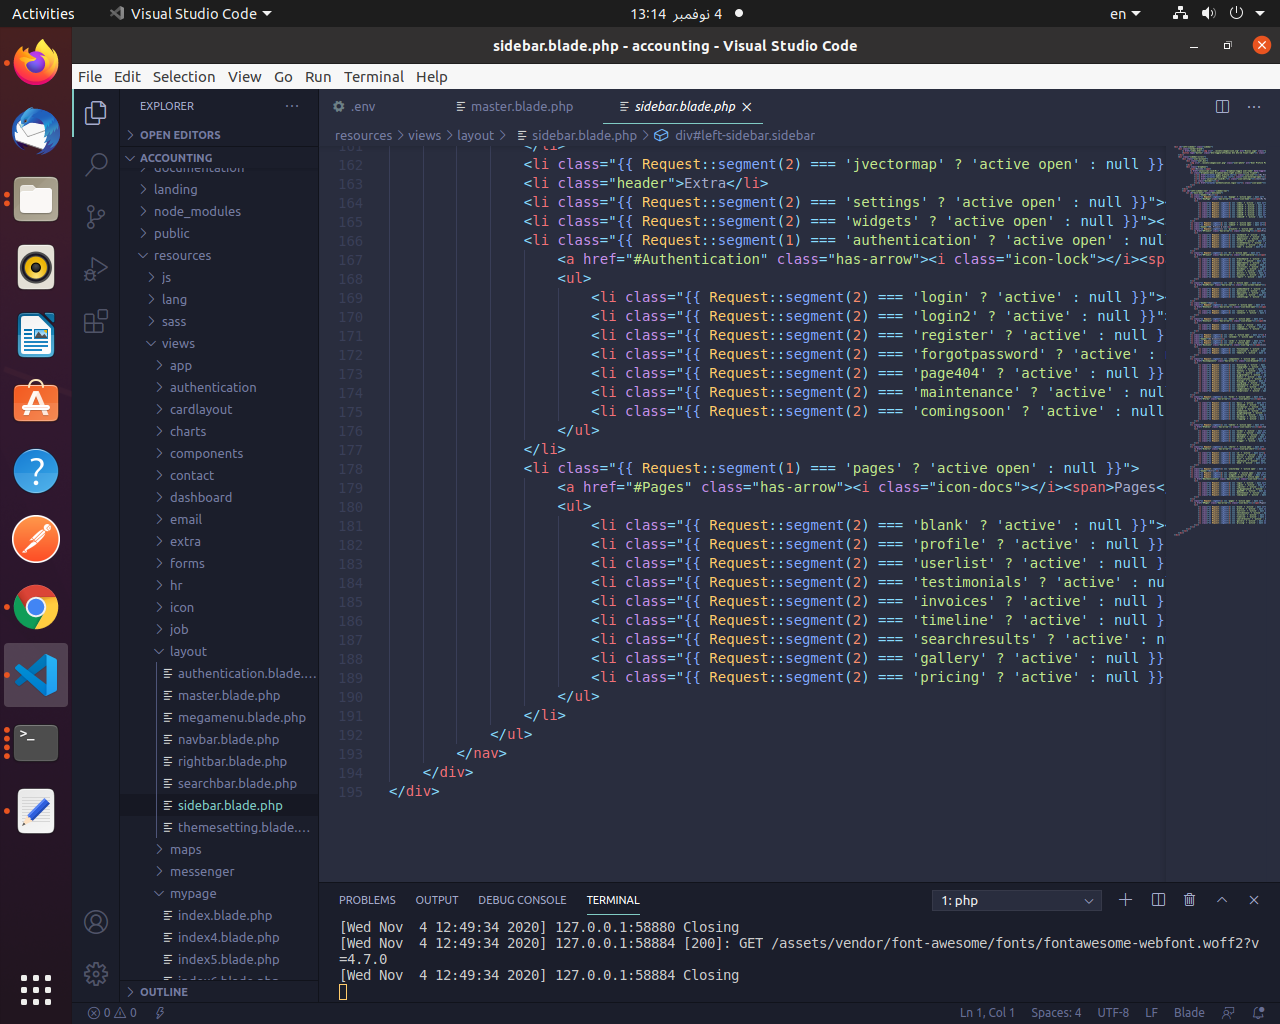 Activities
Visual Studio Code
13:14 4 نوفمبر
en
sidebar.blade.php - accounting - Visual Studio Code
File Edit Selection View Go Run Terminal Help
EXPLORER
OPEN EDITORS
ACCOUNTING
documentation
landing
node_modules
public
resources
js
lang
sass
views
app
authentication
cardlayout
charts
components
contact
dashboard
email
extra
forms
hr
icon
job
layout
authentication.blade....
master.blade.php
megamenu.blade.php
navbar.blade.php
rightbar.blade.php
searchbar.blade.php
sidebar.blade.php
themesetting.blade....
maps
messenger
mypage
index.blade.php
index4.blade.php
index5.blade.php
index6.blade.php
OUTLINE
.env
master.blade.php
sidebar.blade.php
resources > views > layout > sidebar.blade.php > div#left-sidebar.sidebar
161 </li>
162 <li class="{{ Request::segment(2) === 'jvectormap' ? 'active open' : null }}
163 <li class="header">Extra</li>
164 <li class="{{ Request::segment(2) === 'settings' ? 'active open' : null }}"><
165 <li class="{{ Request::segment(2) === 'widgets' ? 'active open' : null }}"><
166 <li class="{{ Request::segment(1) === 'authentication' ? 'active open' : nul
167 <a href="#Authentication" class="has-arrow"><i class="icon-lock"></i><sp
168 <ul>
169 <li class="{{ Request::segment(2) === 'login' ? 'active' : null }}"><
170 <li class="{{ Request::segment(2) === 'login2' ? 'active' : null }}">
171 <li class="{{ Request::segment(2) === 'register' ? 'active' : null }
172 <li class="{{ Request::segment(2) === 'forgotpassword' ? 'active' :
173 <li class="{{ Request::segment(2) === 'page404' ? 'active' : null }}
174 <li class="{{ Request::segment(2) === 'maintenance' ? 'active' : nul
175 <li class="{{ Request::segment(2) === 'comingsoon' ? 'active' : null
176 </ul>
177 </li>
178 <li class="{{ Request::segment(1) === 'pages' ? 'active open' : null }}">
179 <a href="#Pages" class="has-arrow"><i class="icon-docs"></i><span>Pages<
180 <ul>
181 <li class="{{ Request::segment(2) === 'blank' ? 'active' : null }}"><
182 <li class="{{ Request::segment(2) === 'profile' ? 'active' : null }}
183 <li class="{{ Request::segment(2) === 'userlist' ? 'active' : null }
184 <li class="{{ Request::segment(2) === 'testimonials' ? 'active' : nu
185 <li class="{{ Request::segment(2) === 'invoices' ? 'active' : null }
186 <li class="{{ Request::segment(2) === 'timeline' ? 'active' : null }
187 <li class="{{ Request::segment(2) === 'searchresults' ? 'active' : n
188 <li class="{{ Request::segment(2) === 'gallery' ? 'active' : null }}
189 <li class="{{ Request::segment(2) === 'pricing' ? 'active' : null }}
190 </ul>
191 </li>
192 </ul>
193 </nav>
194 </div>
195 </div>
PROBLEMS OUTPUT DEBUG CONSOLE TERMINAL
1: php
[Wed Nov  4 12:49:34 2020] 127.0.0.1:58880 Closing
[Wed Nov  4 12:49:34 2020] 127.0.0.1:58884 [200]: GET /assets/vendor/font-awesome/fonts/fontawesome-webfont.woff2?v
=4.7.0
[Wed Nov  4 12:49:34 2020] 127.0.0.1:58884 Closing
0 0
Ln 1, Col 1 Spaces: 4 UTF-8 LF Blade